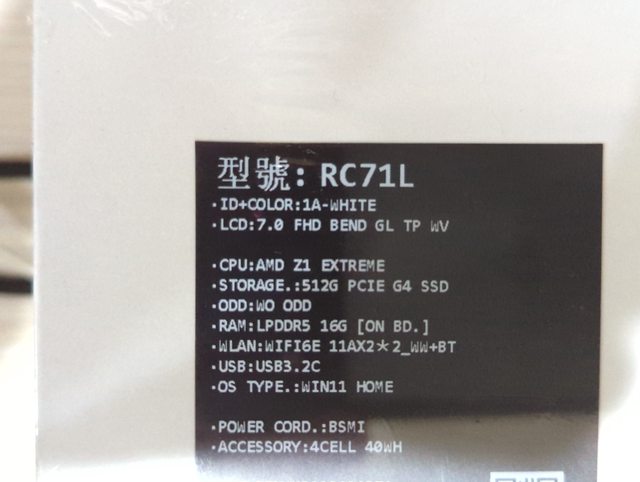 型號: RC71L
·ID+COLOR:1A-WHITE
·LCD:7.0 FHD BEND GL TP WV
·CPU:AMD Z1 EXTREME
·STORAGE.:512G PCIE G4 SSD
·ODD:WO ODD
·RAM:LPDDR5 16G [ON BD.]
·WLAN:WIFI6E 11AX2*2_WW+BT
·USB:USB3.2C
·OS TYPE.:WIN11 HOME
·POWER CORD.:BSMI
·ACCESSORY:4CELL 40WH